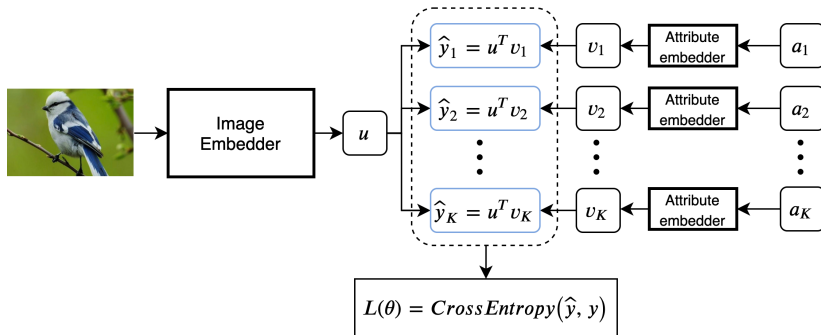 ŷ₁ = uᵀv₁
v₁
Attribute
embedder
a₁
Image
Embedder
u
ŷ₂ = uᵀv₂
v₂
Attribute
embedder
a₂
ŷ_K = uᵀv_K
v_K
Attribute
embedder
a_K
L(θ) = CrossEntropy(ŷ, y)